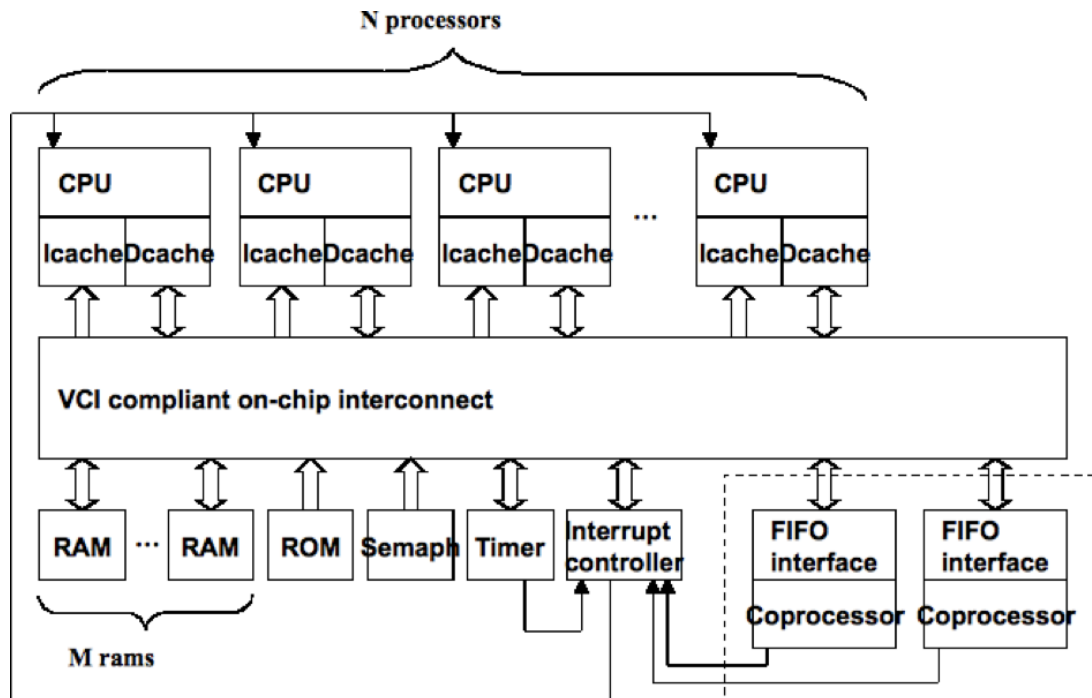 N processors
CPU CPU CPU CPU
...
Icache Dcache Icache Dcache Icache Dcache Icache Dcache
VCI compliant on-chip interconnect
RAM ... RAM ROM Semaph Timer
Interrupt
controller
FIFO
interface
FIFO
interface
Coprocessor Coprocessor
M rams